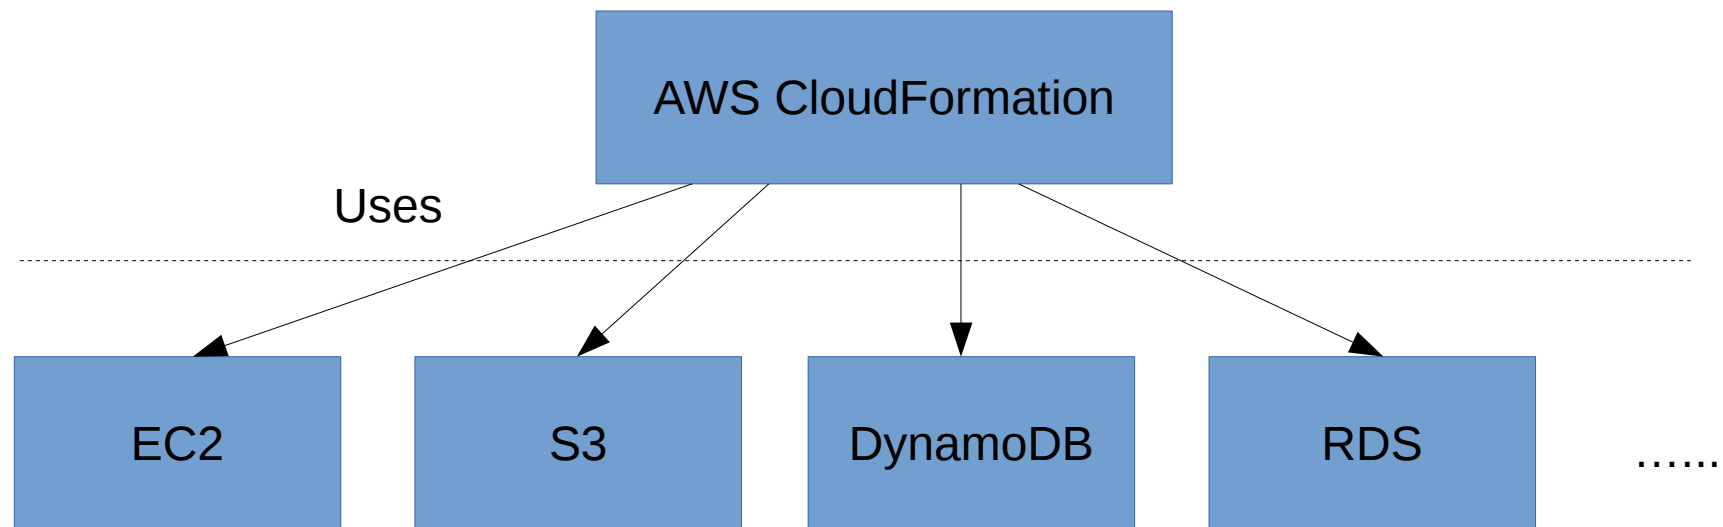 AWS CloudFormation
Uses
EC2
S3
DynamoDB
RDS
…...